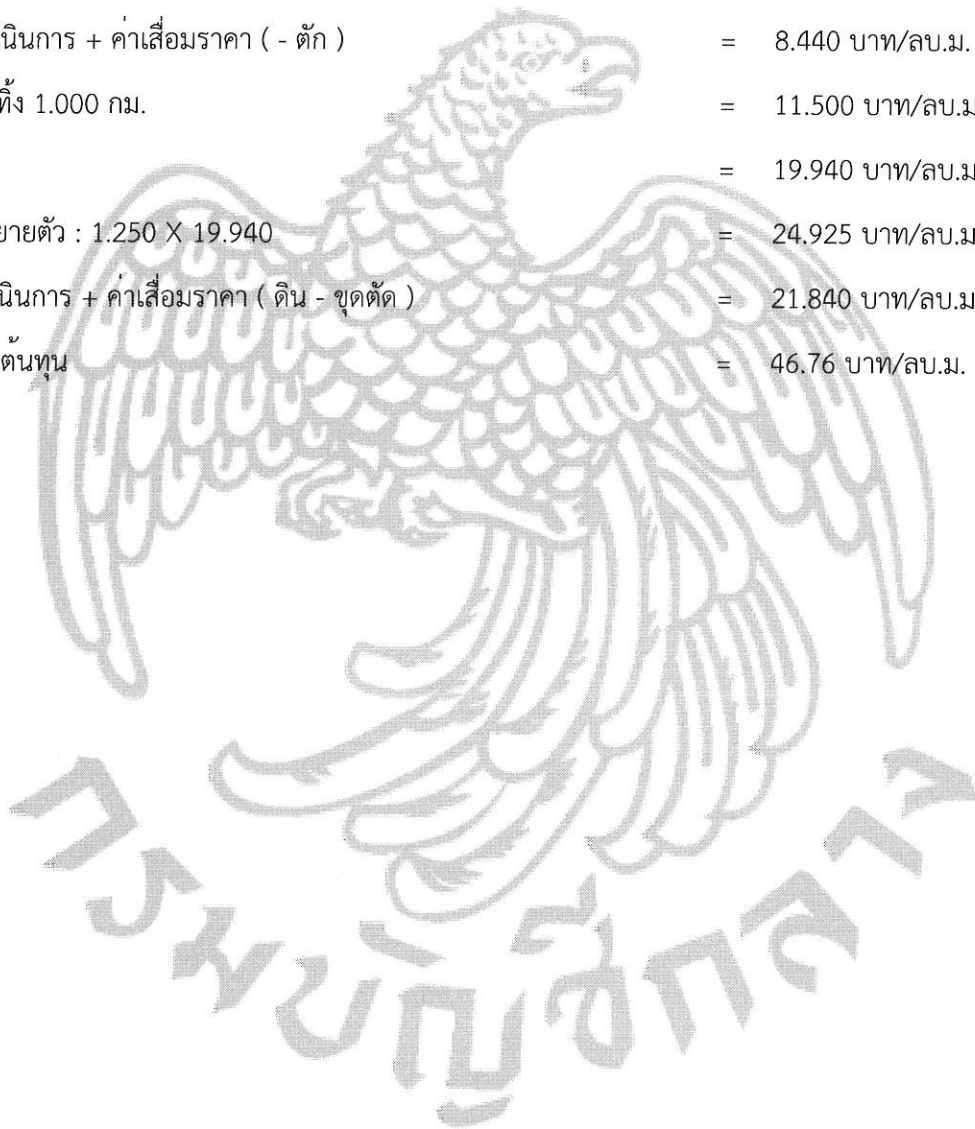 นินการ + ค่าเสื่อมราคา ( - ตัก ) = 8.440 บาท/ลบ.ม.
ทิ้ง 1.000 กม. = 11.500 บาท/ลบ.ม
= 19.940 บาท/ลบ.ม
ยายตัว : 1.250 X 19.940 = 24.925 บาท/ลบ.ม
นินการ + ค่าเสื่อมราคา ( ดิน - ขุดตัด ) = 21.840 บาท/ลบ.ม
ต้นทุน = 46.76 บาท/ลบ.ม.
กรมบัญชีกลาง